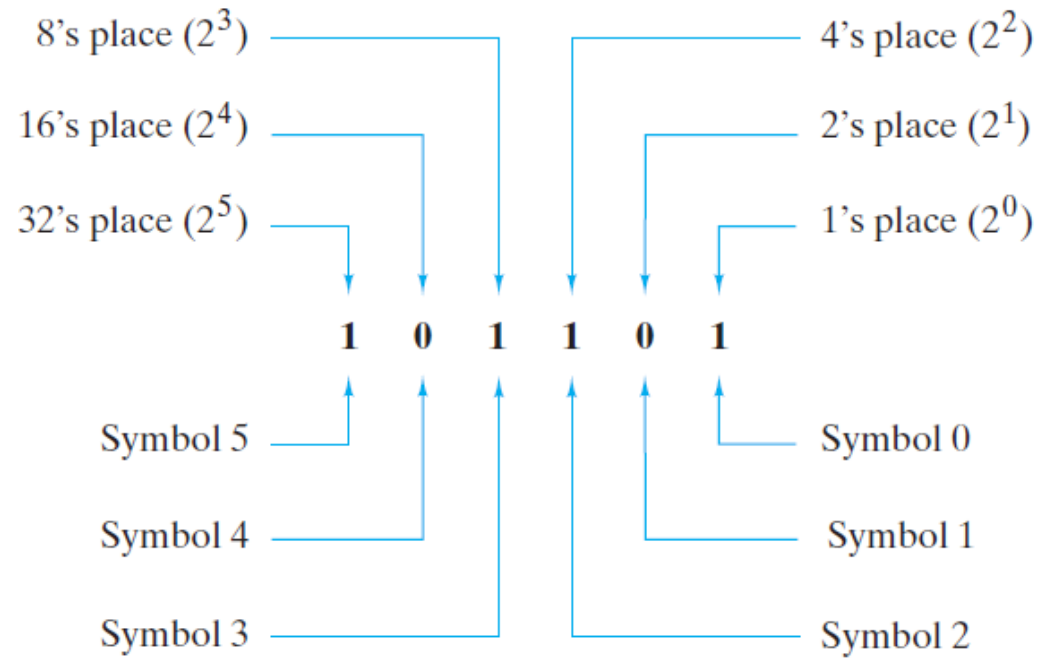 8’s place (2³) 4’s place (2²)
16’s place (2⁴) 2’s place (2¹)
32’s place (2⁵) 1’s place (2⁰)
1 0 1 1 0 1
Symbol 5 Symbol 0
Symbol 4 Symbol 1
Symbol 3 Symbol 2